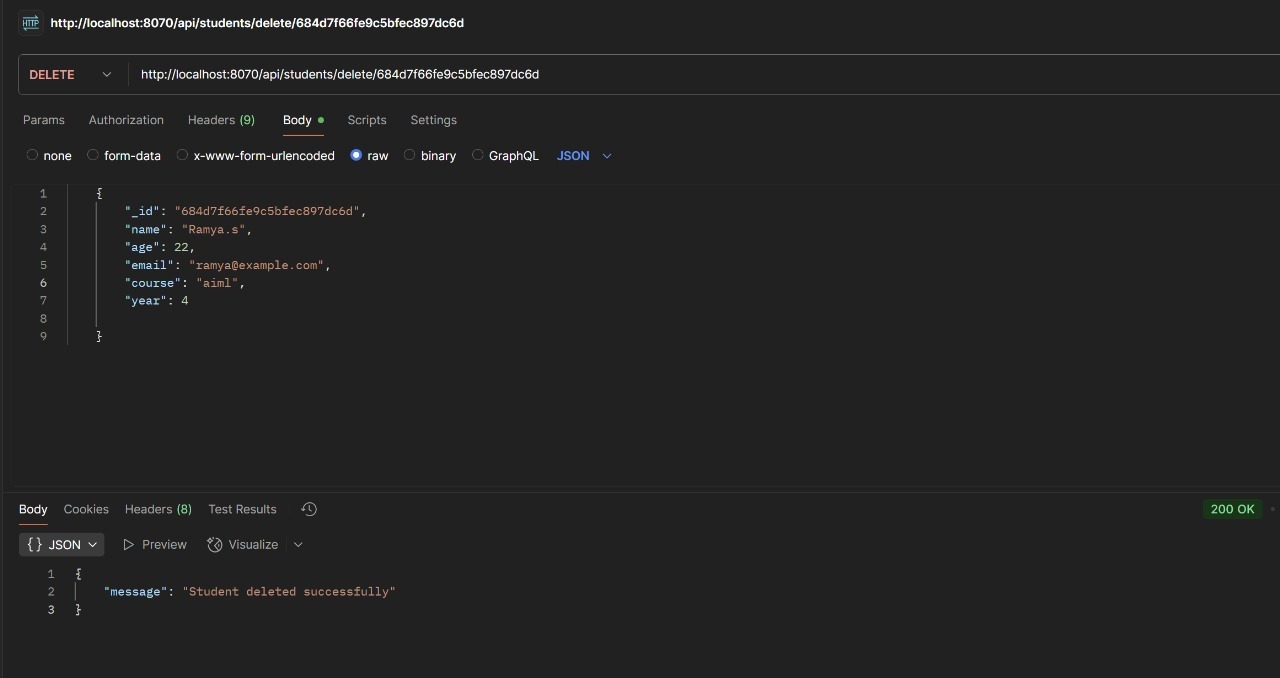 HTTP http://localhost:8070/api/students/delete/684d7f66fe9c5bfec897dc6d
DELETE http://localhost:8070/api/students/delete/684d7f66fe9c5bfec897dc6d
Params Authorization Headers (9) Body Scripts Settings
none form-data x-www-form-urlencoded raw binary GraphQL JSON
1 {
2 "_id": "684d7f66fe9c5bfec897dc6d",
3 "name": "Ramya.s",
4 "age": 22,
5 "email": "ramya@example.com",
6 "course": "aiml",
7 "year": 4
8
9 }
Body Cookies Headers (8) Test Results 200 OK
{} JSON Preview Visualize
1 {
2 "message": "Student deleted successfully"
3 }